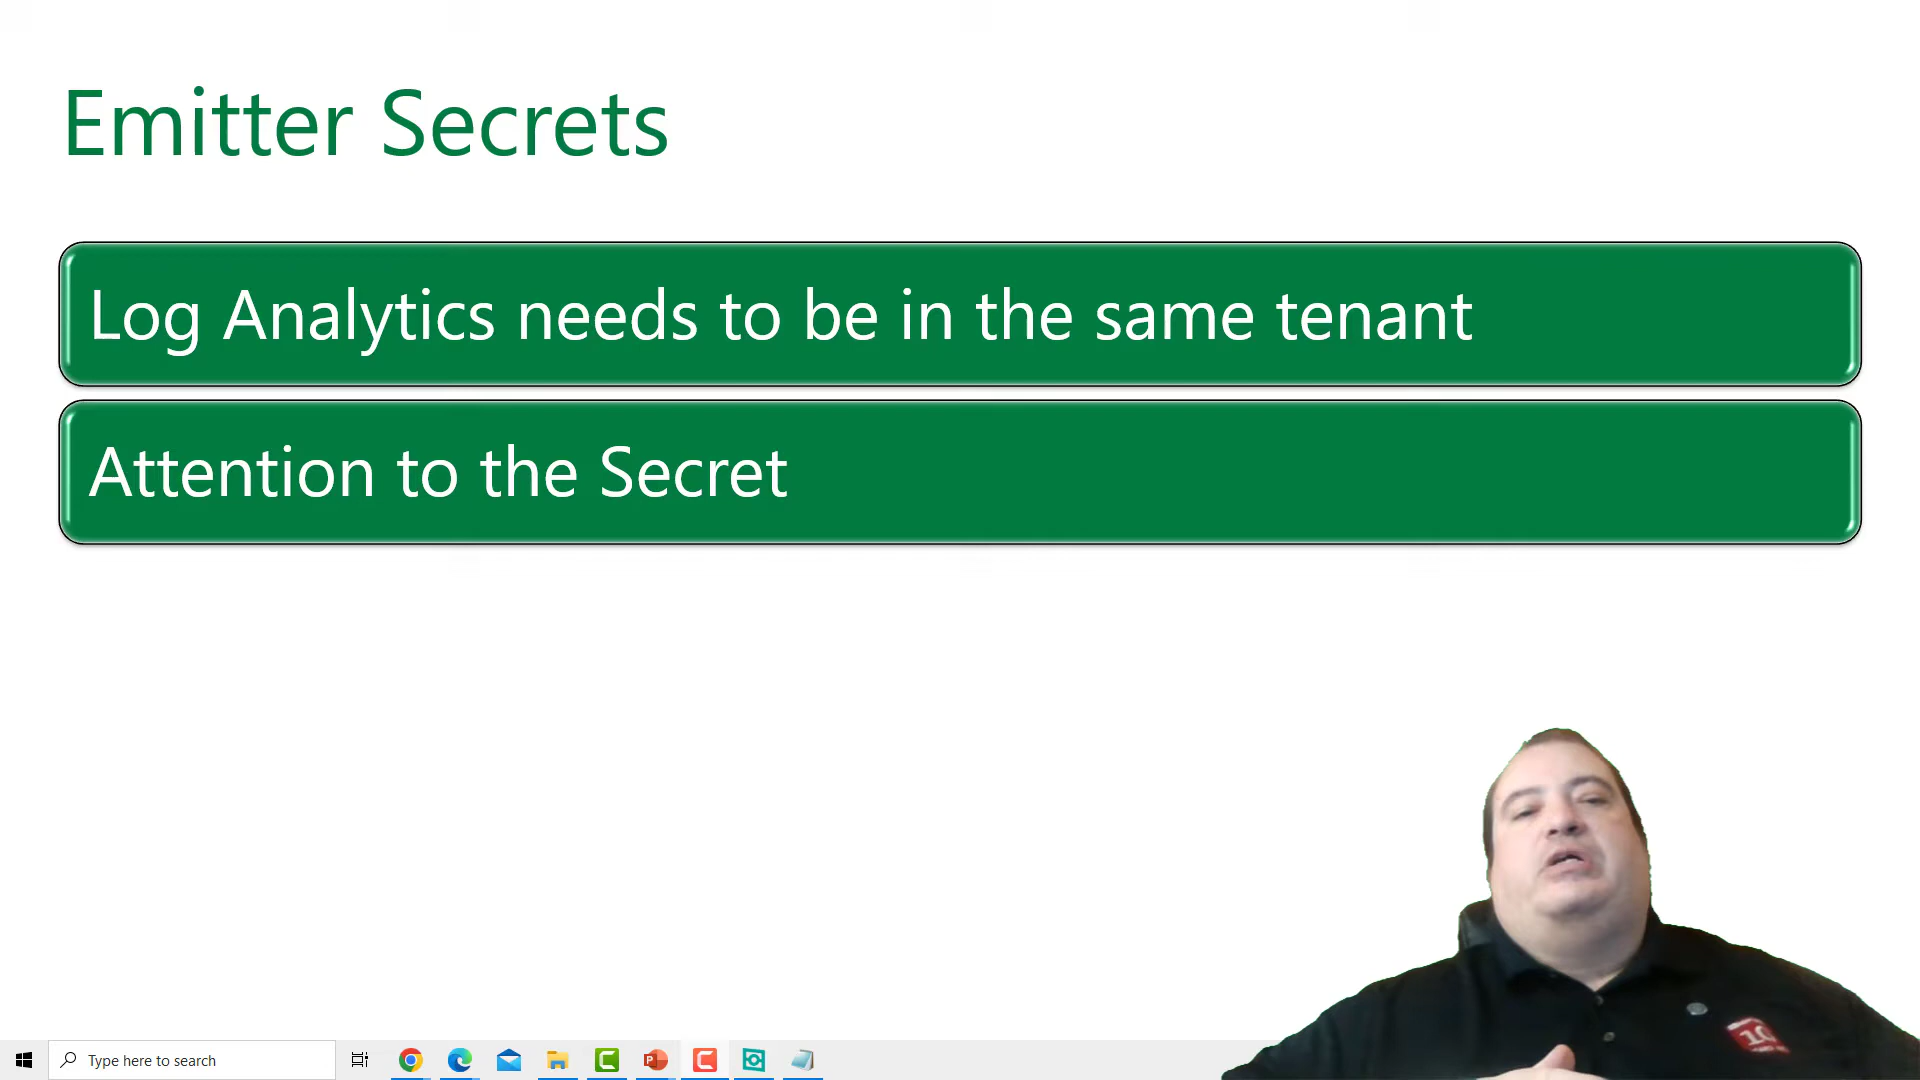 Emitter Secrets
Log Analytics needs to be in the same tenant
Attention to the Secret
Type here to search
10